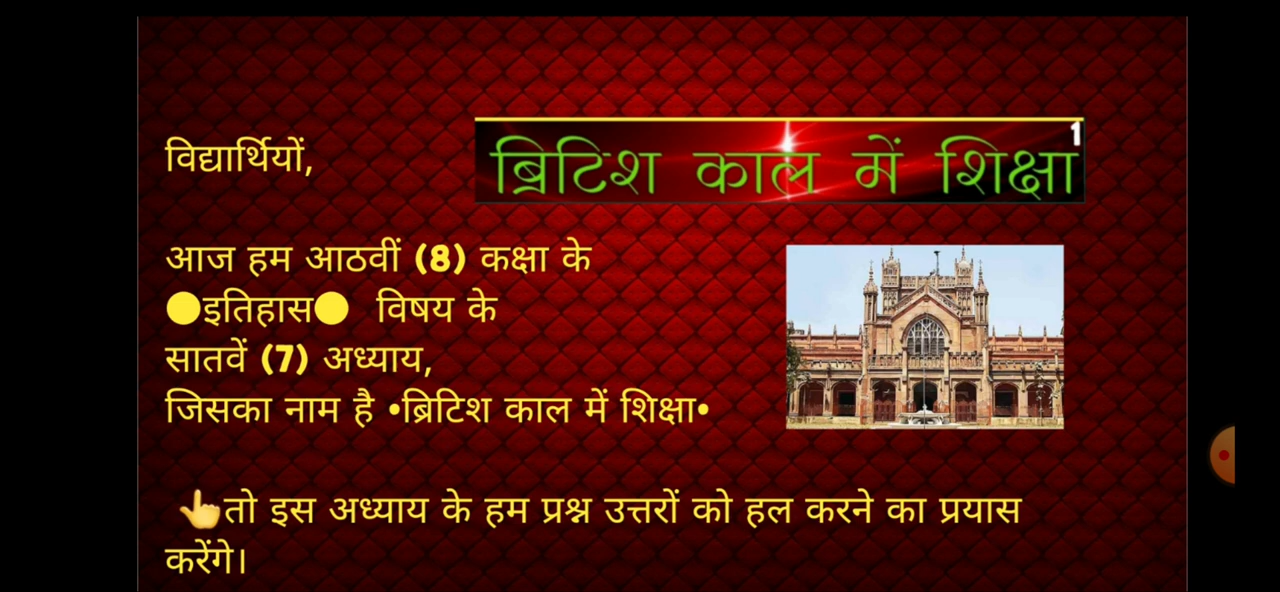 ब्रिटिश काल में शिक्षा 1
विद्यार्थियों,
आज हम आठवीं (8) कक्षा के
●इतिहास● विषय के
सातवें (7) अध्याय,
जिसका नाम है •ब्रिटिश काल में शिक्षा•
👆तो इस अध्याय के हम प्रश्न उत्तरों को हल करने का प्रयास
करेंगे।